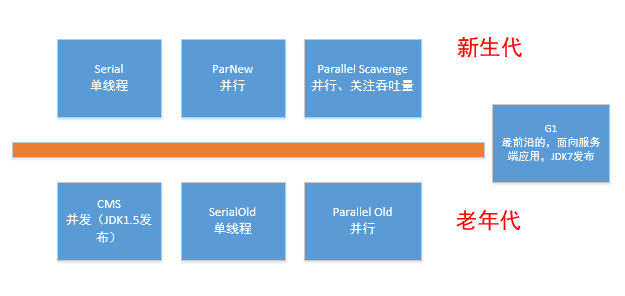 新生代
Serial
单线程
ParNew
并行
Parallel Scavenge
并行、关注吞吐量
G1
最前沿的，面向服务
端应用，JDK7发布
CMS
并发（JDK1.5发
布）
SerialOld
单线程
Parallel Old
并行
老年代